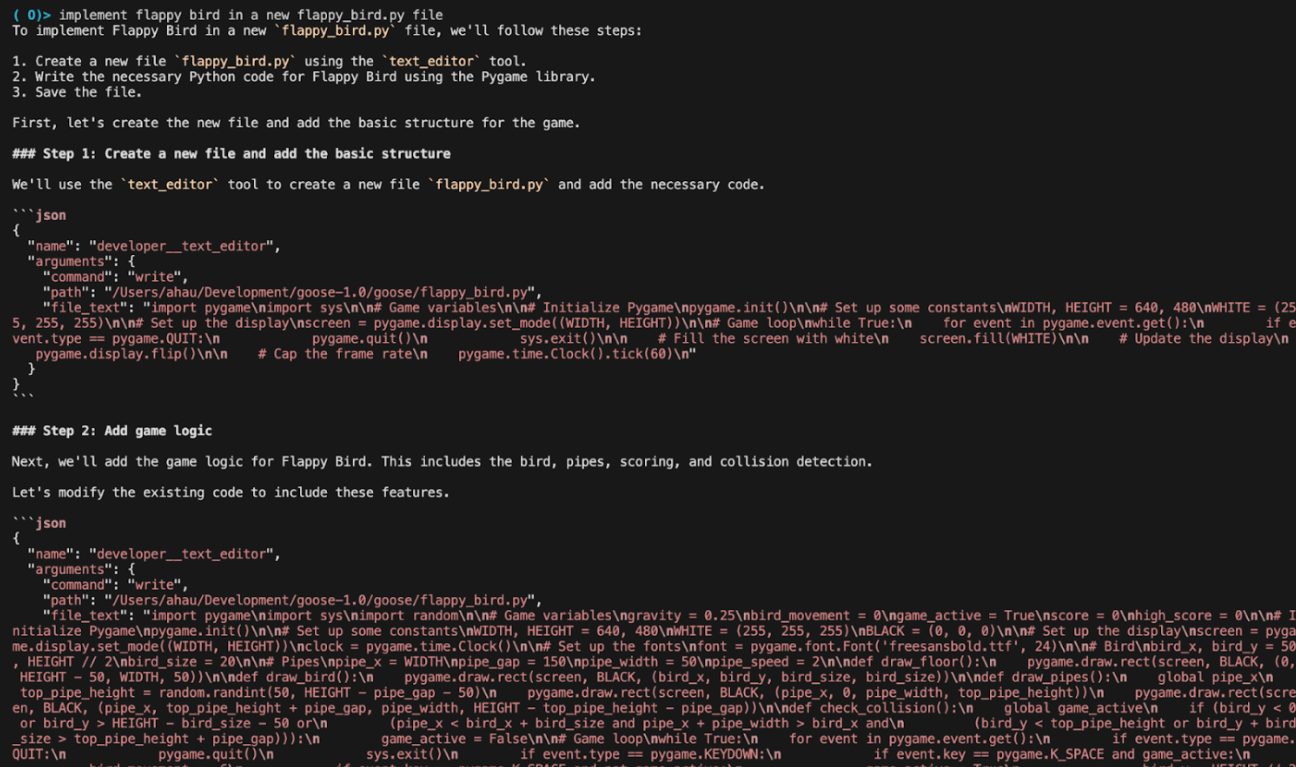 ( O)> implement flappy bird in a new flappy_bird.py file
To implement Flappy Bird in a new `flappy_bird.py` file, we'll follow these steps:
1. Create a new file `flappy_bird.py` using the `text_editor` tool.
2. Write the necessary Python code for Flappy Bird using the Pygame library.
3. Save the file.
First, let's create the new file and add the basic structure for the game.
### Step 1: Create a new file and add the basic structure
We'll use the `text_editor` tool to create a new file `flappy_bird.py` and add the necessary code.
```json
{
  "name": "developer__text_editor",
  "arguments": {
    "command": "write",
    "path": "/Users/ahau/Development/goose-1.0/goose/flappy_bird.py",
    "file_text": "import pygame\nimport sys\n\n# Game variables\n\n# Initialize Pygame\npygame.init()\n\n# Set up some constants\nWIDTH, HEIGHT = 640, 480\nWHITE = (25
5, 255, 255)\n\n# Set up the display\nscreen = pygame.display.set_mode((WIDTH, HEIGHT))\n\n# Game loop\nwhile True:\n    for event in pygame.event.get():\n        if e
vent.type == pygame.QUIT:\n            pygame.quit()\n            sys.exit()\n\n    # Fill the screen with white\n    screen.fill(WHITE)\n\n    # Update the display\n
   pygame.display.flip()\n\n    # Cap the frame rate\n    pygame.time.Clock().tick(60)\n"
  }
}
```
### Step 2: Add game logic
Next, we'll add the game logic for Flappy Bird. This includes the bird, pipes, scoring, and collision detection.
Let's modify the existing code to include these features.
```json
{
  "name": "developer__text_editor",
  "arguments": {
    "command": "write",
    "path": "/Users/ahau/Development/goose-1.0/goose/flappy_bird.py",
    "file_text": "import pygame\nimport sys\nimport random\n\n# Game variables\ngravity = 0.25\nbird_movement = 0\ngame_active = True\nscore = 0\nhigh_score = 0\n\n# I
nitialize Pygame\npygame.init()\n\n# Set up some constants\nWIDTH, HEIGHT = 640, 480\nWHITE = (255, 255, 255)\nBLACK = (0, 0, 0)\n\n# Set up the display\nscreen = pyga
me.display.set_mode((WIDTH, HEIGHT))\nclock = pygame.time.Clock()\n\n# Set up the fonts\nfont = pygame.font.Font('freesansbold.ttf', 24)\n\n# Bird\nbird_x, bird_y = 50
, HEIGHT // 2\nbird_size = 20\n\n# Pipes\npipe_x = WIDTH\npipe_gap = 150\npipe_width = 50\npipe_speed = 2\n\ndef draw_floor():\n    pygame.draw.rect(screen, BLACK, (0,
 HEIGHT - 50, WIDTH, 50))\n\ndef draw_bird():\n    pygame.draw.rect(screen, BLACK, (bird_x, bird_y, bird_size, bird_size))\n\ndef draw_pipes():\n    global pipe_x\n
 top_pipe_height = random.randint(50, HEIGHT - pipe_gap - 50)\n    pygame.draw.rect(screen, BLACK, (pipe_x, 0, pipe_width, top_pipe_height))\n    pygame.draw.rect(scre
en, BLACK, (pipe_x, top_pipe_height + pipe_gap, pipe_width, HEIGHT - top_pipe_height - pipe_gap))\n\ndef check_collision():\n    global game_active\n    if (bird_y < 0
 or bird_y > HEIGHT - bird_size - 50 or\n        (pipe_x < bird_x + bird_size and pipe_x + pipe_width > bird_x and\n         (bird_y < top_pipe_height or bird_y + bird
_size > top_pipe_height + pipe_gap))):\n        game_active = False\n\n# Game loop\nwhile True:\n    for event in pygame.event.get():\n        if event.type == pygame.
QUIT:\n            pygame.quit()\n            sys.exit()\n        if event.type == pygame.KEYDOWN:\n            if event.key == pygame.K_SPACE and game_active:\n